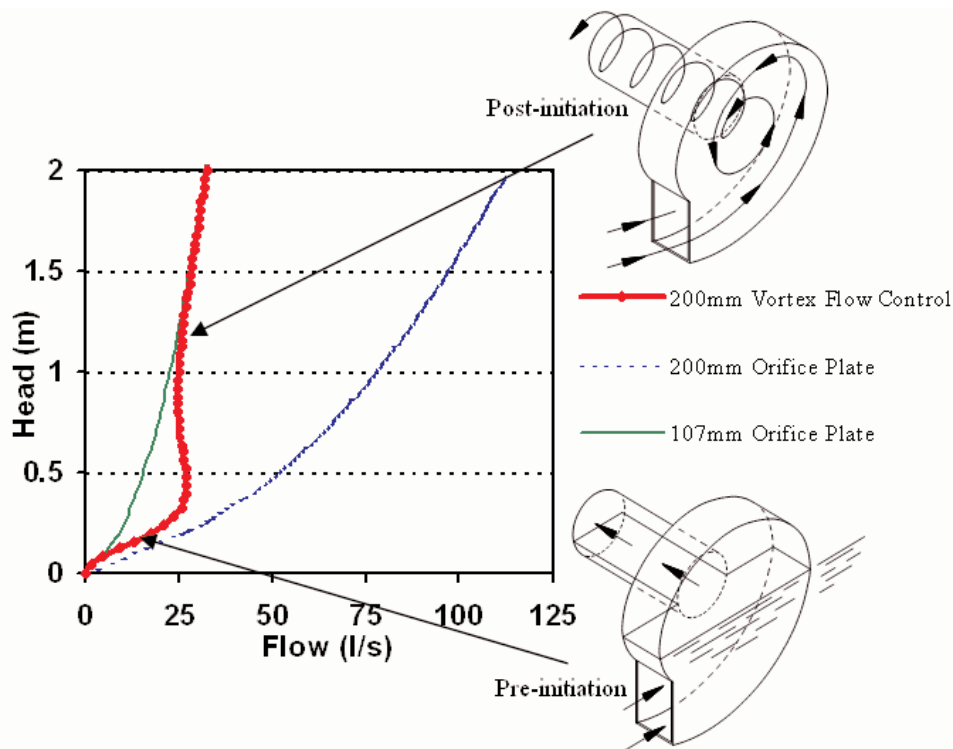 Post-initiation
2
1.5
1
0.5
0
Head (m)
0 25 50 75 100 125
Flow (l/s)
200mm Vortex Flow Control
200mm Orifice Plate
107mm Orifice Plate
Pre-initiation